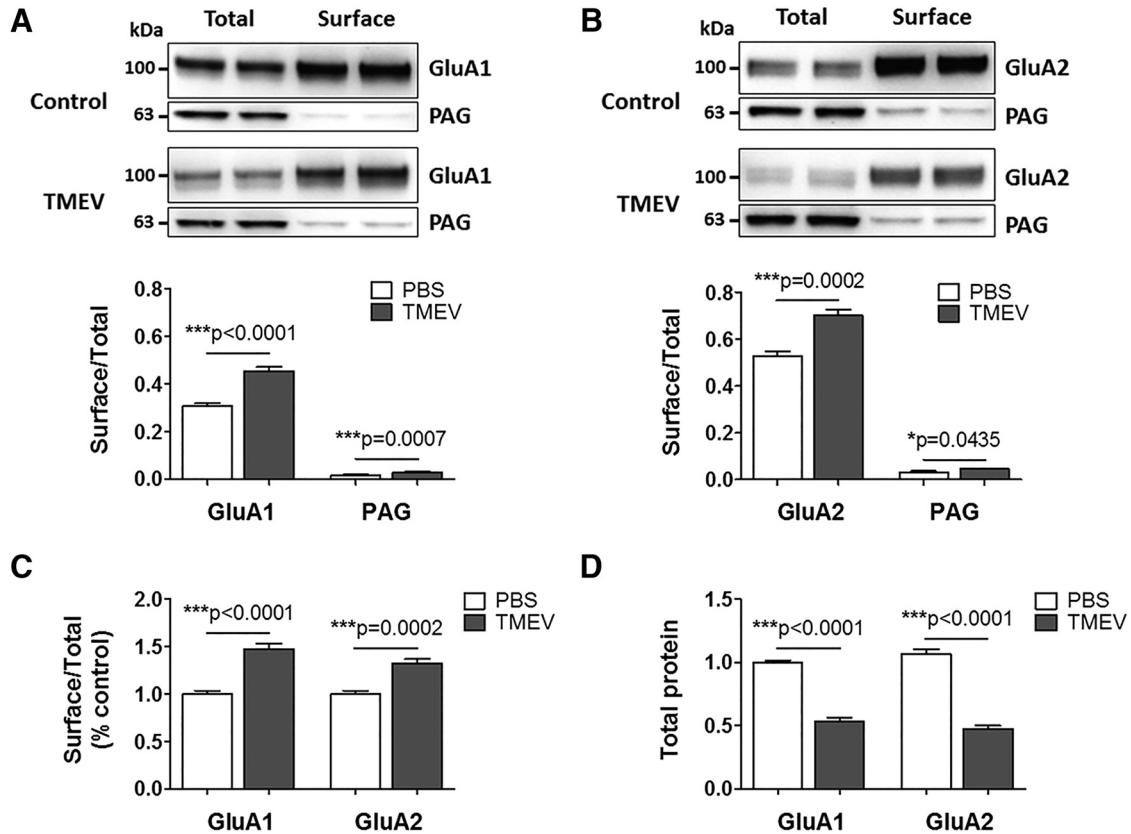 A
Total Surface
kDa
100
GluA1
Control
63
PAG
100
GluA1
TMEV
63
PAG
Surface/Total
0.8
0.6
0.4
0.2
0.0
***p<0.0001
***p=0.0007
PBS
TMEV
GluA1 PAG
B
Total Surface
kDa
100
GluA2
Control
63
PAG
100
GluA2
TMEV
63
PAG
Surface/Total
0.8
0.6
0.4
0.2
0.0
***p=0.0002
*p=0.0435
PBS
TMEV
GluA2 PAG
C
Surface/Total
(% control)
2.0
1.5
1.0
0.5
0.0
***p<0.0001
***p=0.0002
PBS
TMEV
GluA1 GluA2
D
Total protein
1.5
1.0
0.5
0.0
***p<0.0001
***p<0.0001
PBS
TMEV
GluA1 GluA2